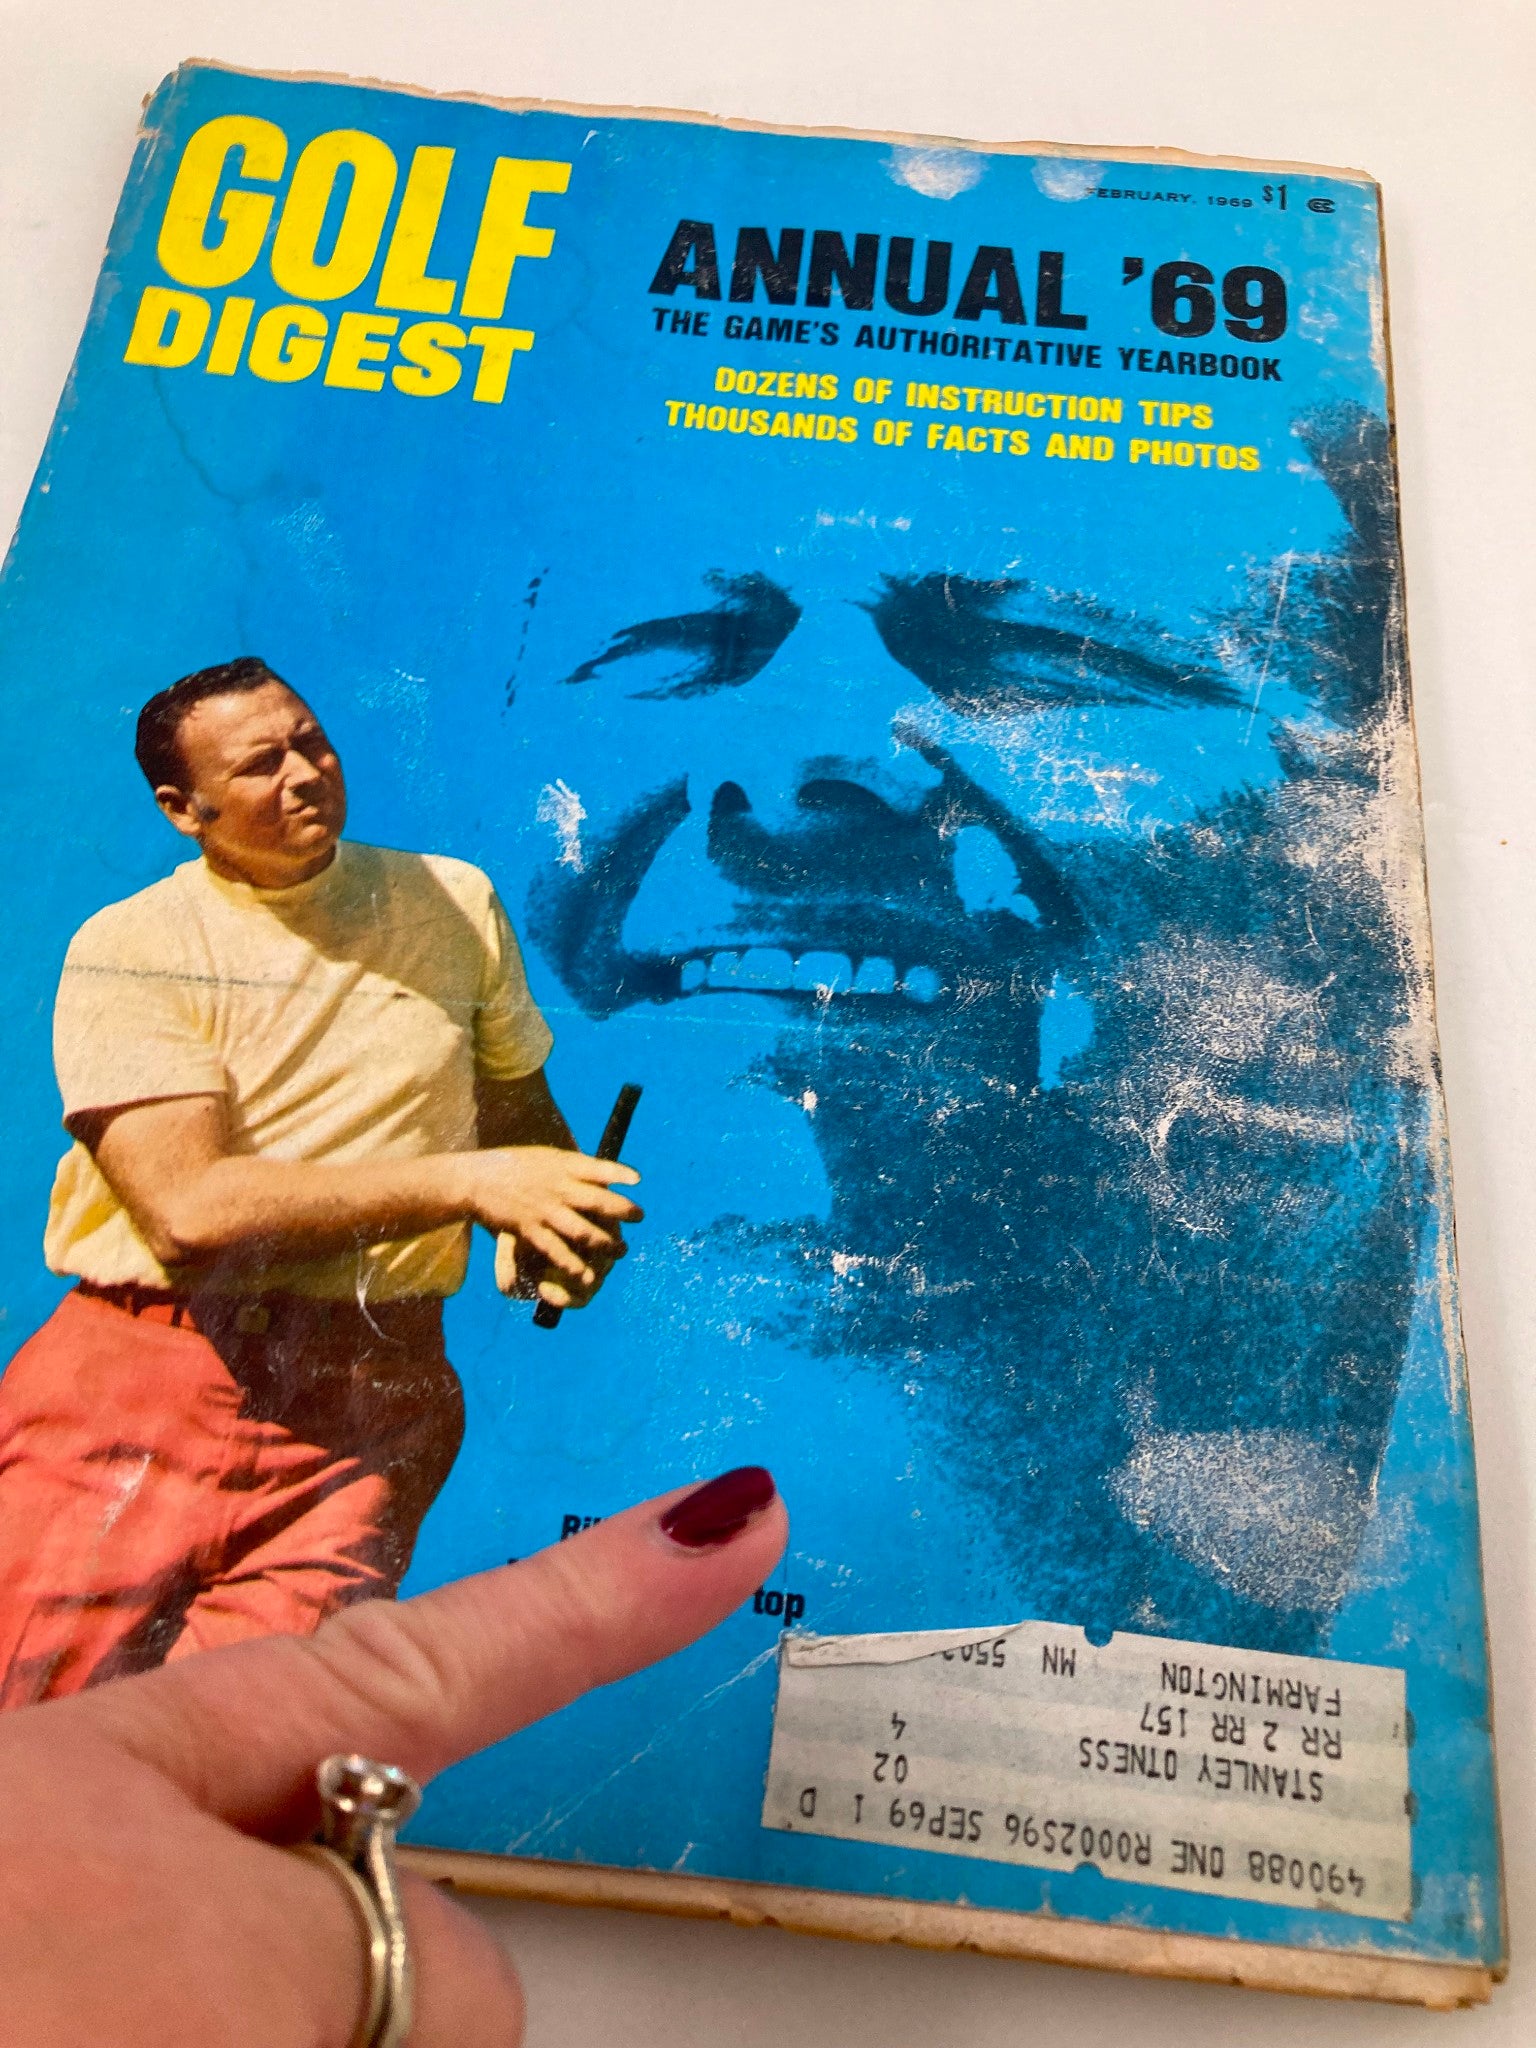 GOLF
DIGEST
FEBRUARY, 1969 $1
ANNUAL '69
THE GAME'S AUTHORITATIVE YEARBOOK
DOZENS OF INSTRUCTION TIPS
THOUSANDS OF FACTS AND PHOTOS
top
490088 ONE R0002596 SEP69 1 D
STANLEY OTNESS 02
RR 2 RR 157 4
FARMINGTON MN